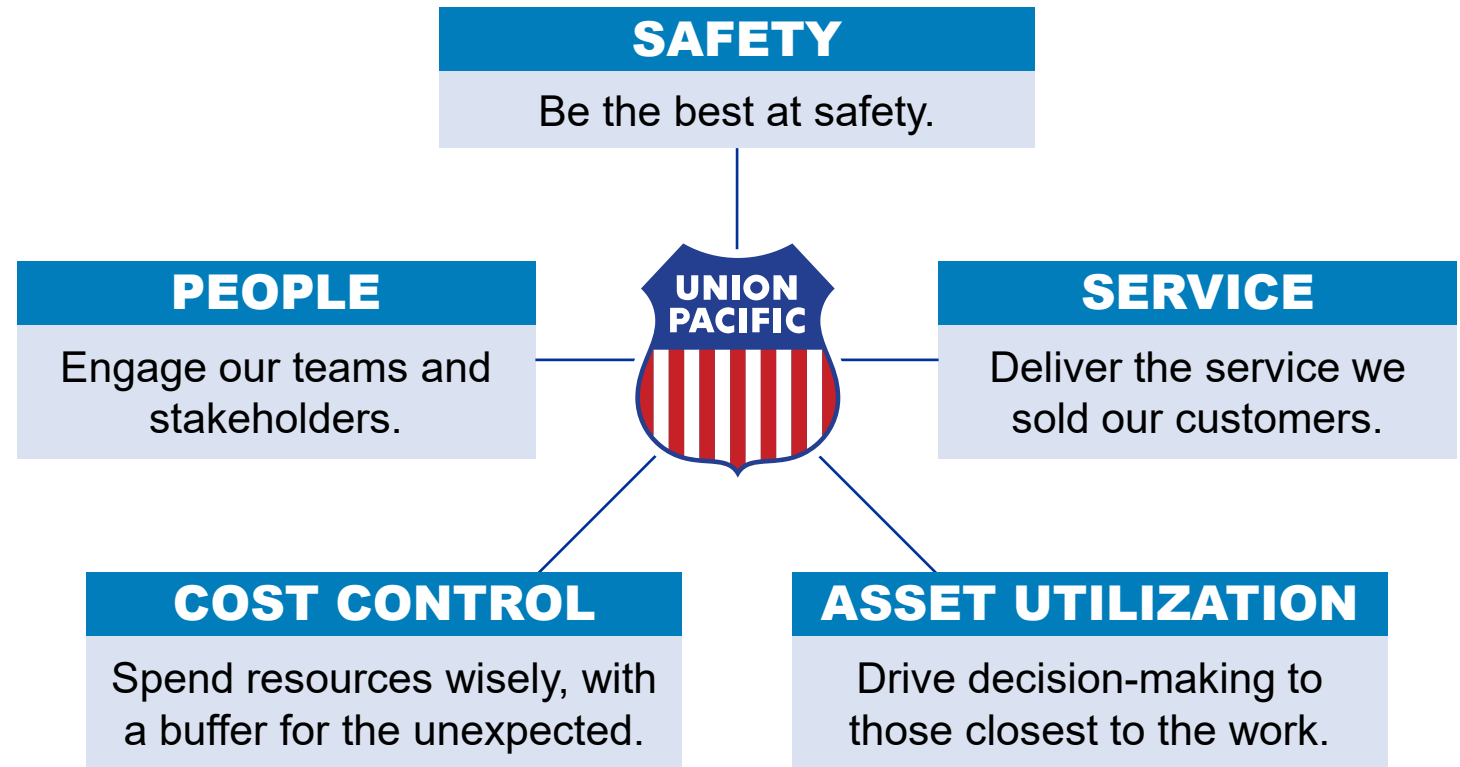 SAFETY
Be the best at safety.
PEOPLE
Engage our teams and
stakeholders.
UNION
PACIFIC
SERVICE
Deliver the service we
sold our customers.
COST CONTROL
Spend resources wisely, with
a buffer for the unexpected.
ASSET UTILIZATION
Drive decision-making to
those closest to the work.